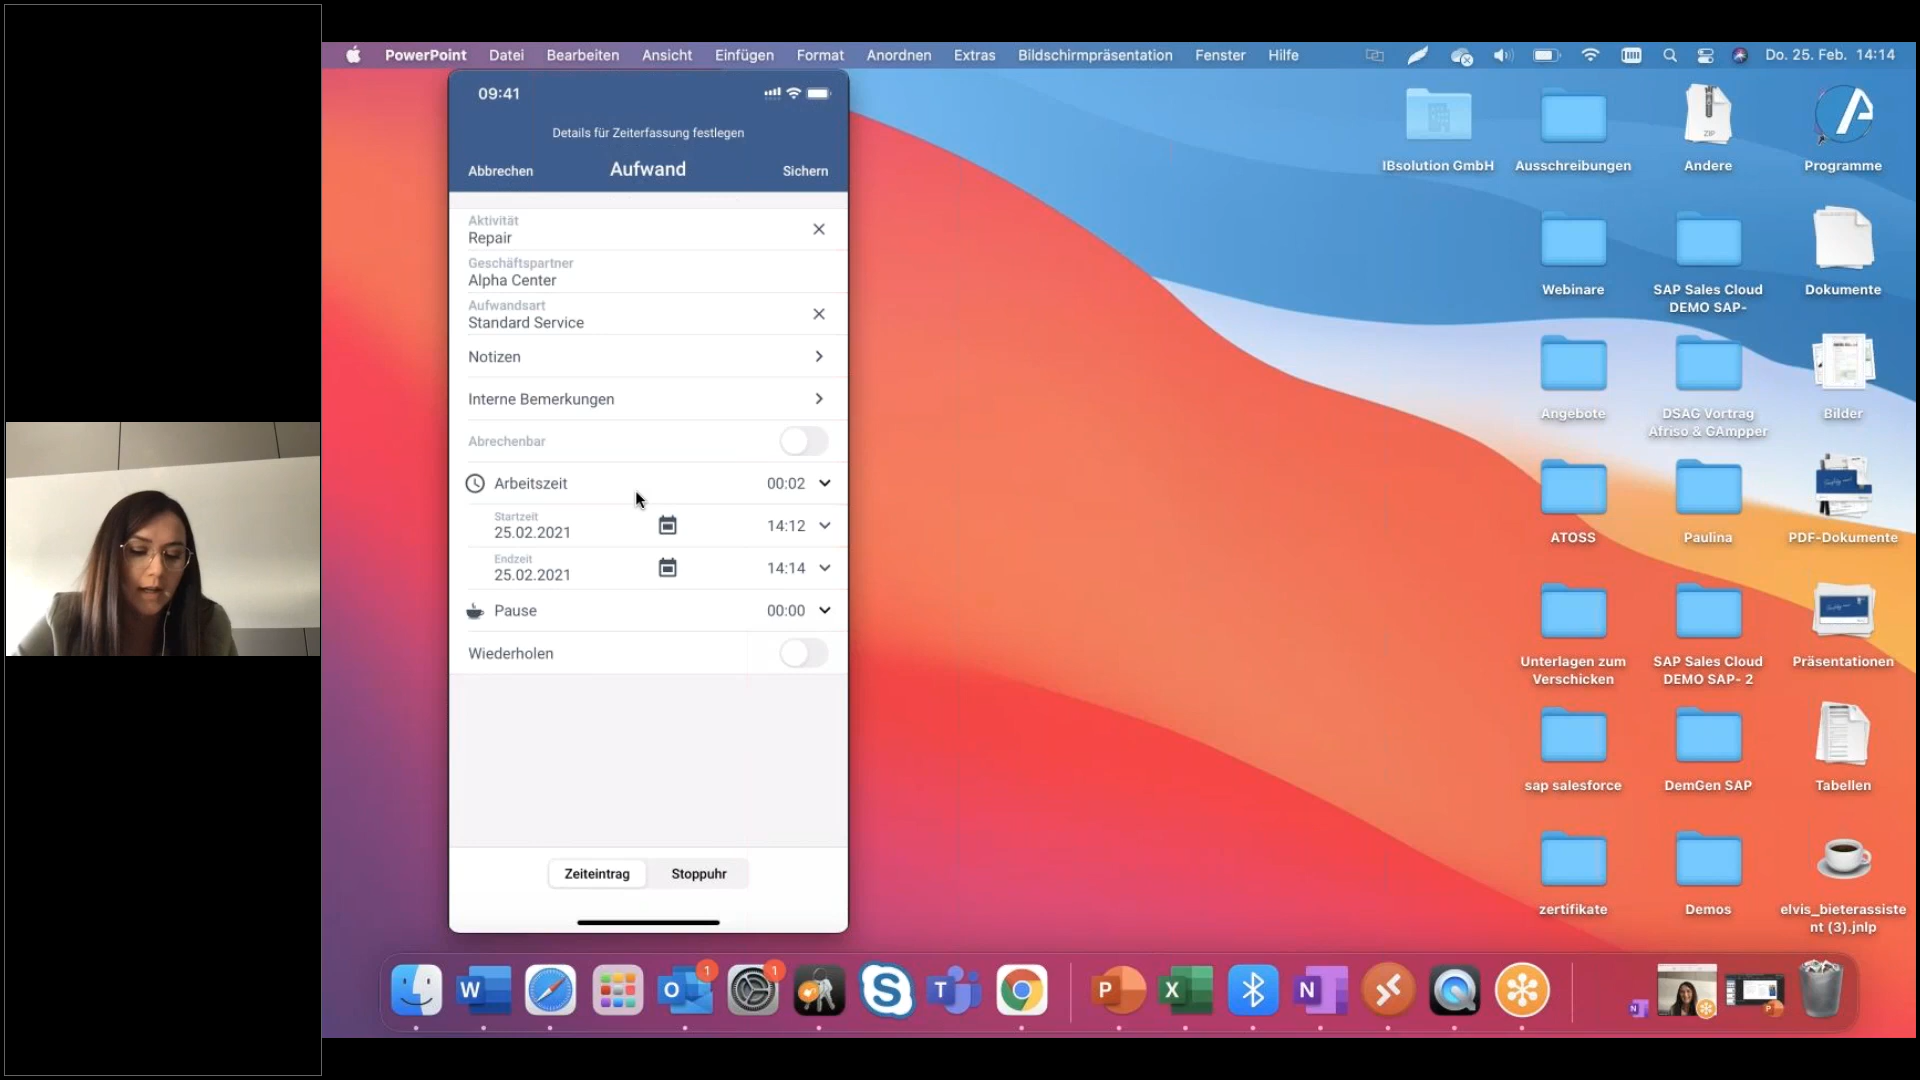 PowerPoint Datei Bearbeiten Ansicht Einfügen Format Anordnen Extras Bildschirmpräsentation Fenster Hilfe Do. 25. Feb. 14:14
09:41
Details für Zeiterfassung festlegen
Abbrechen Aufwand Sichern
Aktivität
Repair
Geschäftspartner
Alpha Center
Aufwandsart
Standard Service
Notizen
Interne Bemerkungen
Abrechenbar
Arbeitszeit 00:02
Startzeit
25.02.2021 14:12
Endzeit
25.02.2021 14:14
Pause 00:00
Wiederholen
Zeiteintrag Stoppuhr
ZIP
IBsolution GmbH Ausschreibungen Andere Programme
Webinare SAP Sales Cloud DEMO SAP- Dokumente
Angebote DSAG Vortrag Afriso & GAmpper Bilder
ATOSS Paulina PDF-Dokumente
Unterlagen zum Verschicken SAP Sales Cloud DEMO SAP- 2 Präsentationen
sap salesforce DemGen SAP Tabellen
zertifikate Demos elvis_bieterassiste
nt (3).jnlp
W O 1 1 S T P X N
N P